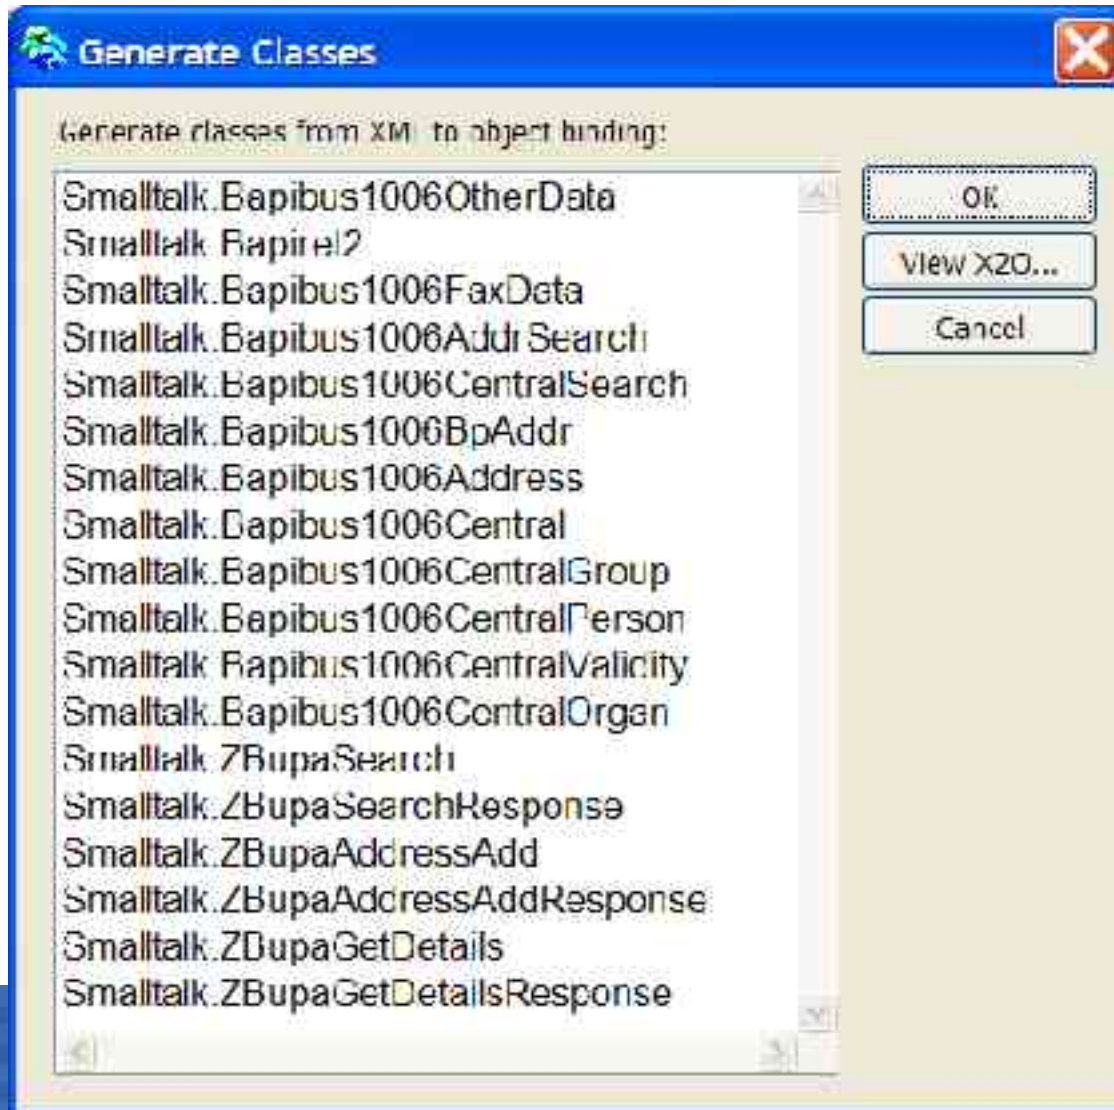 Generate Classes
Generate classes from XML to object binding:
Smalltalk.Bapibus1006OtherData
Smalltalk.Bapiret2
Smalltalk.Bapibus1006FaxData
Smalltalk.Bapibus1006AddrSearch
Smalltalk.Bapibus1006CentralSearch
Smalltalk.Bapibus1006BpAddr
Smalltalk.Bapibus1006Address
Smalltalk.Bapibus1006Central
Smalltalk.Bapibus1006CentralGroup
Smalltalk.Bapibus1006CentralPerson
Smalltalk.Bapibus1006CentralValidity
Smalltalk.Bapibus1006CentralOrgan
Smalltalk.ZBupaSearch
Smalltalk.ZBupaSearchResponse
Smalltalk.ZBupaAddressAdd
Smalltalk.ZBupaAddressAddResponse
Smalltalk.ZBupaGetDetails
Smalltalk.ZBupaGetDetailsResponse
OK
View X2O...
Cancel